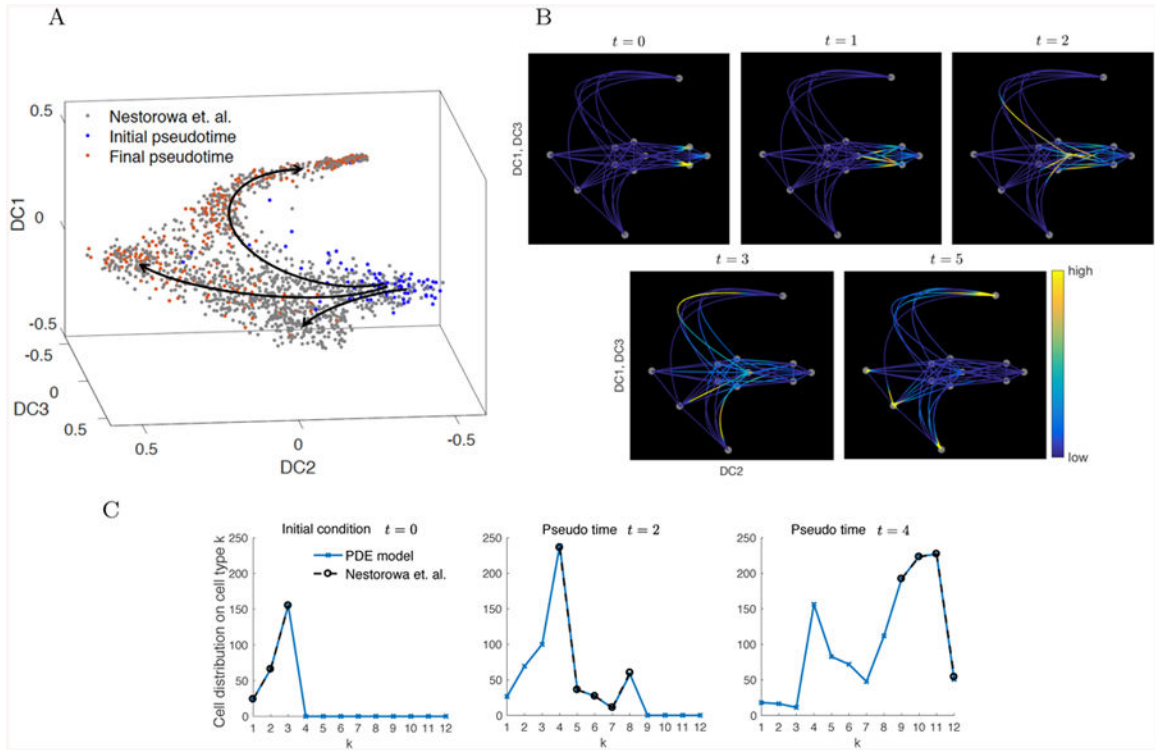 A
0.5
0
-0.5
DC1
Nestorowa et. al.
Initial pseudotime
Final pseudotime
-0.5
0
0.5
DC3
0.5
0
-0.5
DC2
B
t = 0
t = 1
t = 2
DC1, DC3
t = 3
t = 5
DC1, DC3
DC2
high
low
C
Initial condition t = 0
PDE model
Nestorowa et. al.
Cell distribution on cell type k
250
200
150
100
50
0
1 2 3 4 5 6 7 8 9 10 11 12
k
Pseudo time t = 2
250
200
150
100
50
0
1 2 3 4 5 6 7 8 9 10 11 12
k
Pseudo time t = 4
250
200
150
100
50
0
1 2 3 4 5 6 7 8 9 10 11 12
k